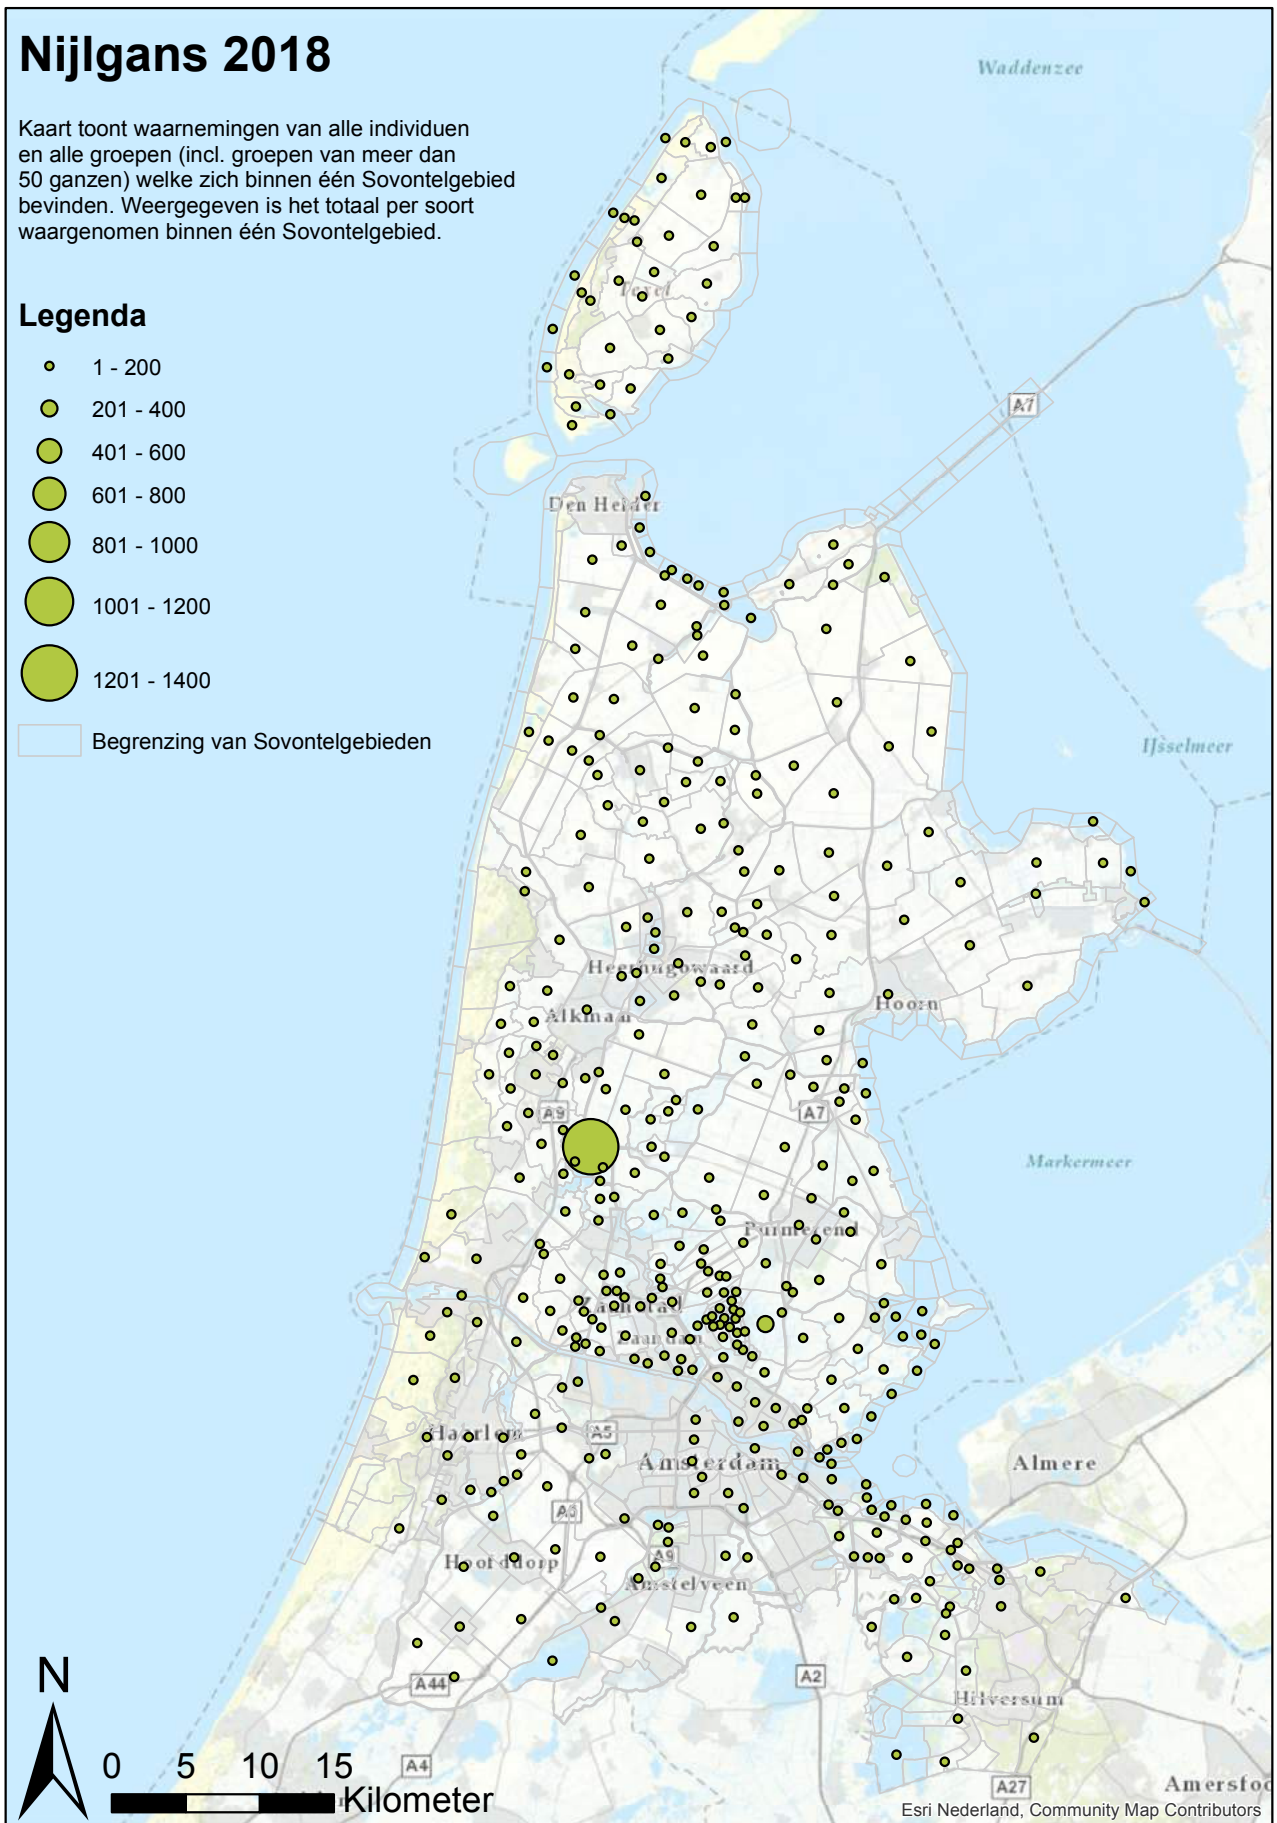 Nijlgans 2018
Kaart toont waarnemingen van alle individuen
en alle groepen (incl. groepen van meer dan
50 ganzen) welke zich binnen één Sovontelgebied
bevinden. Weergegeven is het totaal per soort
waargenomen binnen één Sovontelgebied.
Legenda
1 - 200
201 - 400
401 - 600
601 - 800
801 - 1000
1001 - 1200
1201 - 1400
Begrenzing van Sovontelgebieden
Waddenzee
Texel
A7
Den Helder
IJsselmeer
Heerhugowaard
Hoorn
Alkmaar
A9
A7
Markermeer
Purmerend
Zaanstad
Zaandam
Haarlem
A5
Amsterdam
Almere
A5
Hoofddorp
A9
Amstelveen
A44
A2
Hilversum
A4
A27
Amersfoo
N
0 5 10 15
Kilometer
Esri Nederland, Community Map Contributors